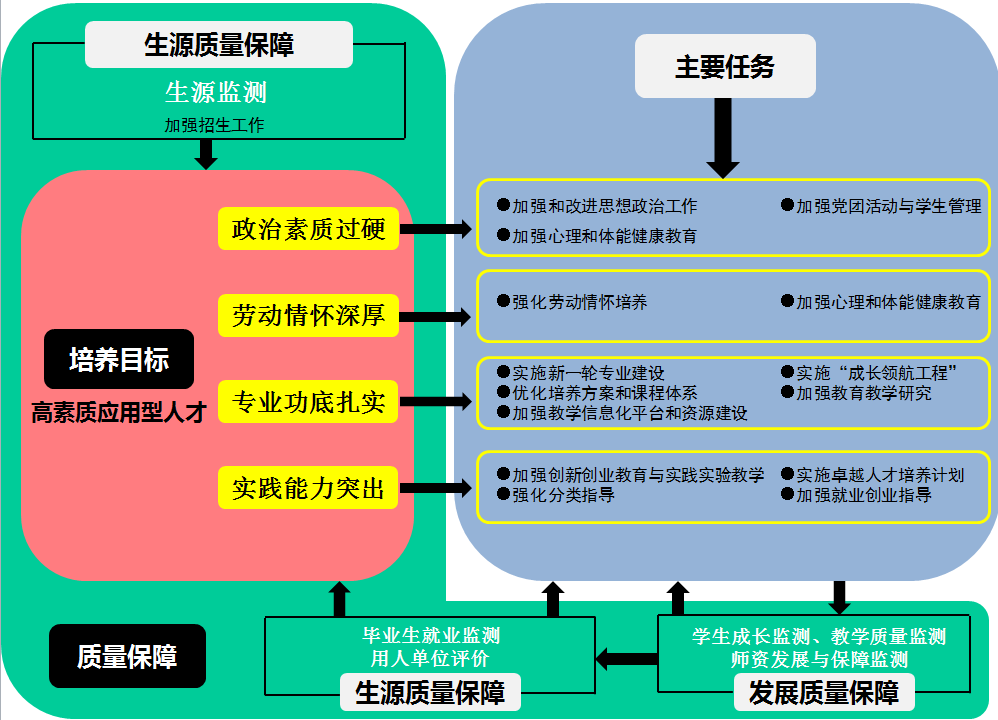 生源质量保障
生源监测
加强招生工作
主要任务
培养目标
高素质应用型人才
政治素质过硬
●加强和改进思想政治工作
●加强党团活动与学生管理
●加强心理和体能健康教育
劳动情怀深厚
●强化劳动情怀培养
●加强心理和体能健康教育
专业功底扎实
●实施新一轮专业建设
●实施“成长领航工程”
●优化培养方案和课程体系
●加强教育教学研究
●加强教学信息化平台和资源建设
实践能力突出
●加强创新创业教育与实践实验教学
●实施卓越人才培养计划
●强化分类指导
●加强就业创业指导
质量保障
毕业生就业监测
用人单位评价
生源质量保障
学生成长监测、教学质量监测
师资发展与保障监测
发展质量保障